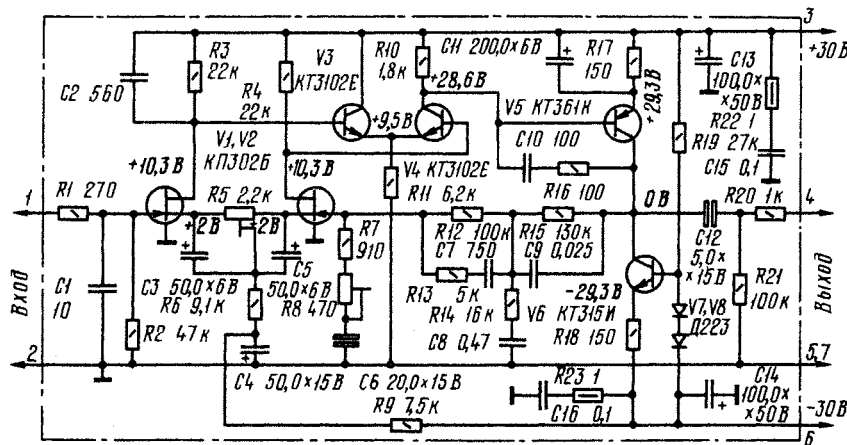 R3
22к
V3
КТ3102Е
R10
1,8к
C11 200,0×6В
R17
150
3
+30В
C2 560
R4
22к
+28,6В
C13
100,0×
×50В
V5 КТ361К
+29,3В
R22 1
R19 27к
+9,5В
V1, V2
КП302Б
C10 100
C15 0,1
+10,3В
+10,3В
V4 КТ3102Е
1
R1 270
R5 2,2к
R11 6,2к
R16 100
0В
R20 1к
4
+2В
2В
R7
910
R12 100к
R15 130к
C7 750
C9 0,025
C12
5,0×
×15В
Вход
C1
10
C3
50,0×6В
C5
50,0×6В
R13
5к
-29,3В
R21
100к
Выход
R6 9,1к
R8 470
R14 16к
V6
КТ315И
V7, V8
Д223
R2 47к
C8 0,47
R18 150
2
5,7
C4 50,0×15В
C6 20,0×15В
R23 1
C14
100,0×
×50В
R9 7,5к
C16 0,1
-30В
6